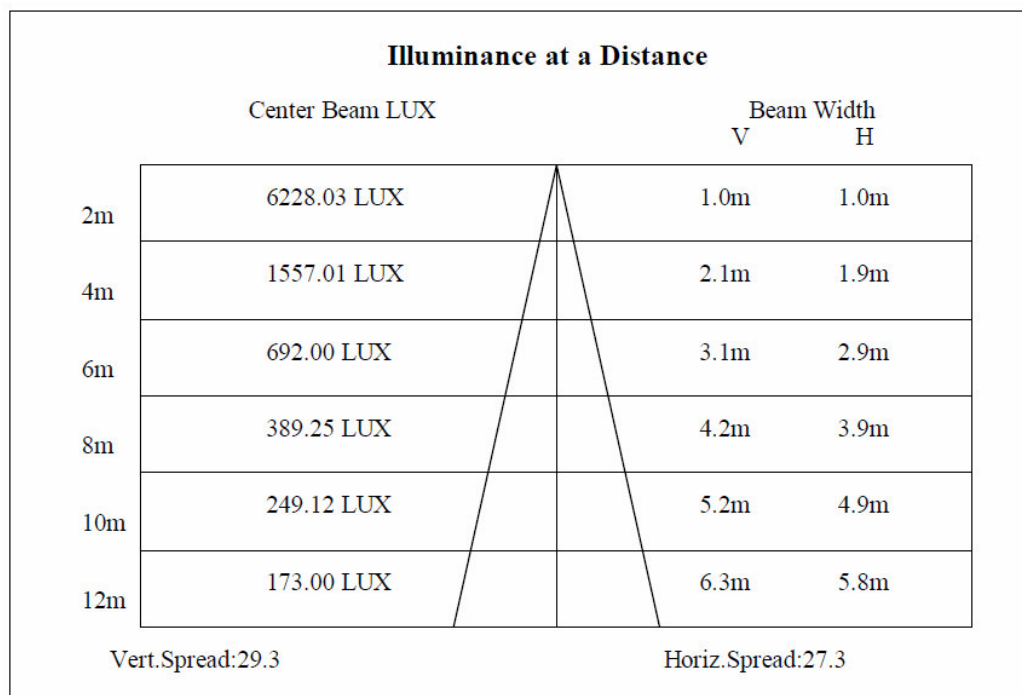 Illuminance at a Distance
Center Beam LUX Beam Width
V H
2m 6228.03 LUX 1.0m 1.0m
4m 1557.01 LUX 2.1m 1.9m
6m 692.00 LUX 3.1m 2.9m
8m 389.25 LUX 4.2m 3.9m
10m 249.12 LUX 5.2m 4.9m
12m 173.00 LUX 6.3m 5.8m
Vert.Spread:29.3 Horiz.Spread:27.3